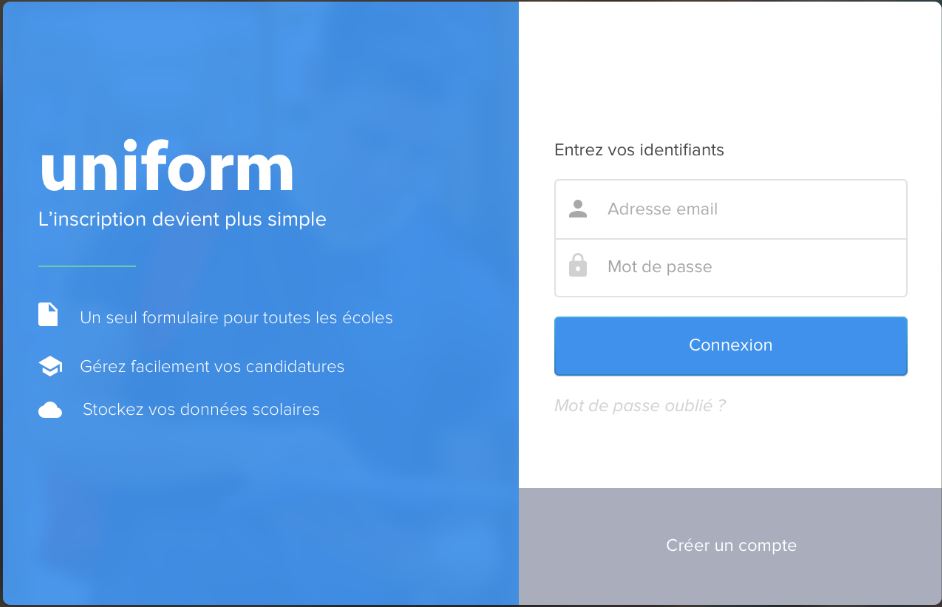 uniform
L’inscription devient plus simple
Un seul formulaire pour toutes les écoles
Gérez facilement vos candidatures
Stockez vos données scolaires
Entrez vos identifiants
Adresse email
Mot de passe
Connexion
Mot de passe oublié ?
Créer un compte